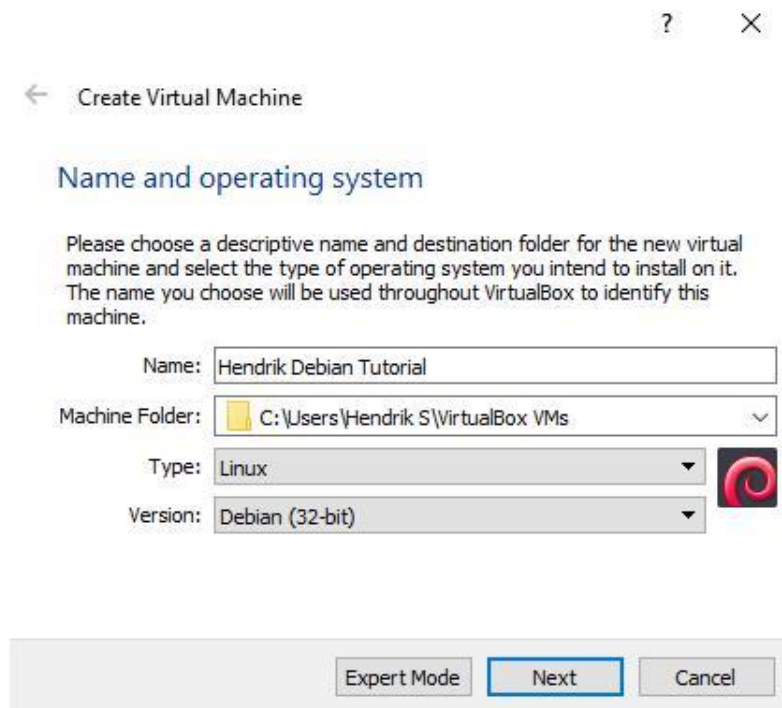 ?
Create Virtual Machine
Name and operating system
Please choose a descriptive name and destination folder for the new virtual
machine and select the type of operating system you intend to install on it.
The name you choose will be used throughout VirtualBox to identify this
machine.
Name: Hendrik Debian Tutorial
Machine Folder: C:\Users\Hendrik S\VirtualBox VMs
Type: Linux
Version: Debian (32-bit)
Expert Mode Next Cancel